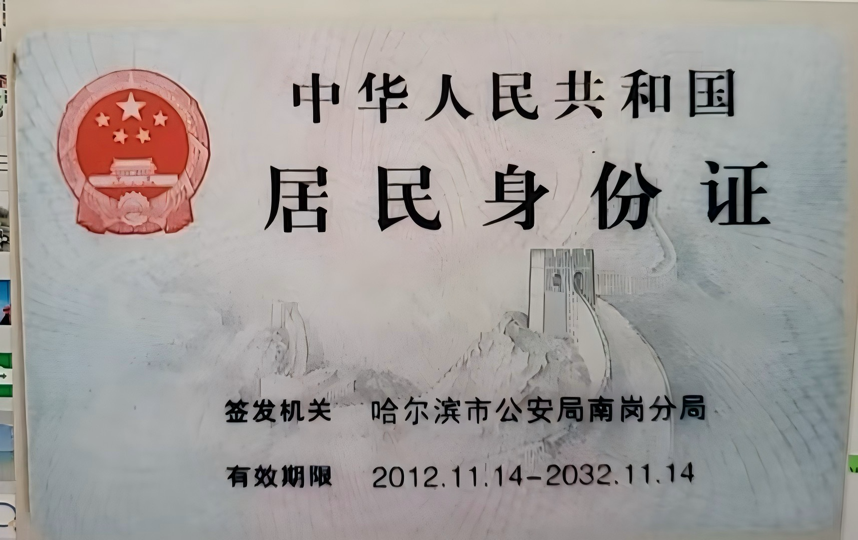 中华人民共和国
居民身份证
签发机关 哈尔滨市公安局南岗分局
有效期限 2012.11.14-2032.11.14